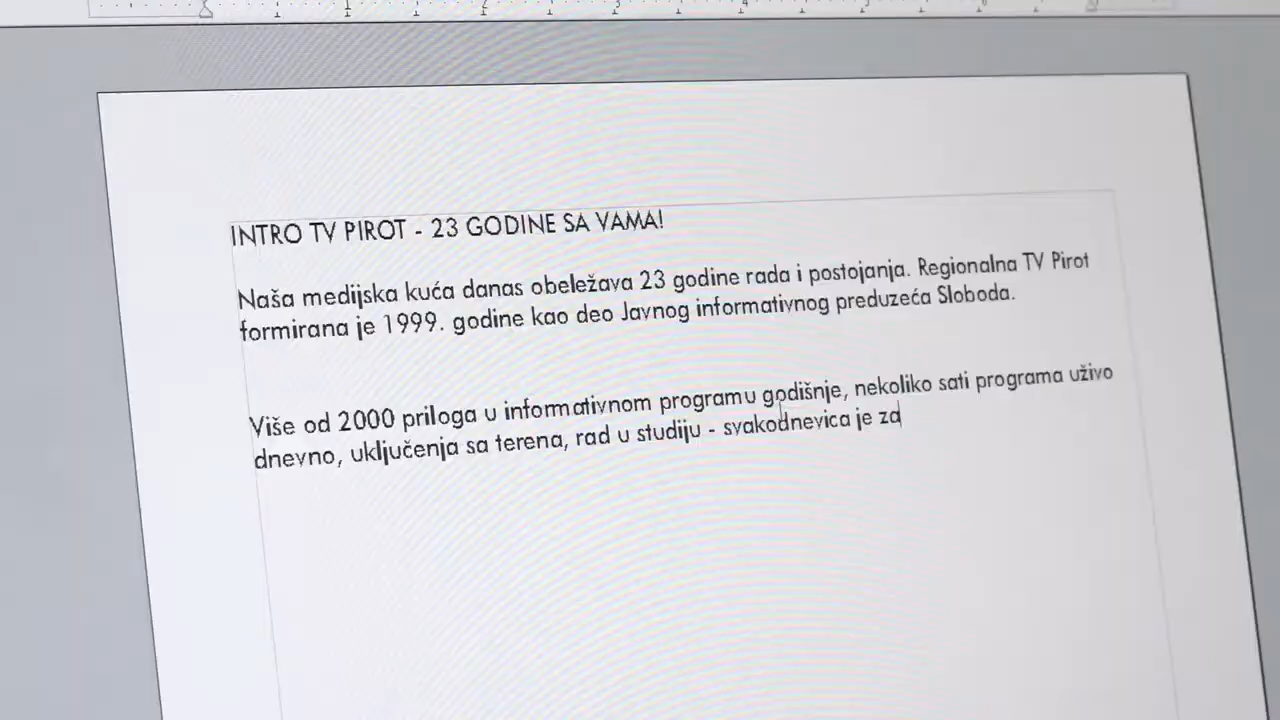 INTRO TV PIROT - 23 GODINE SA VAMA!
Naša medijska kuća danas obeležava 23 godine rada i postojanja. Regionalna TV Pirot
formirana je 1999. godine kao deo Javnog informativnog preduzeća Sloboda.
Više od 2000 priloga u informativnom programu godišnje, nekoliko sati programa uživo
dnevno, uključenja sa terena, rad u studiju - svakodnevica je za